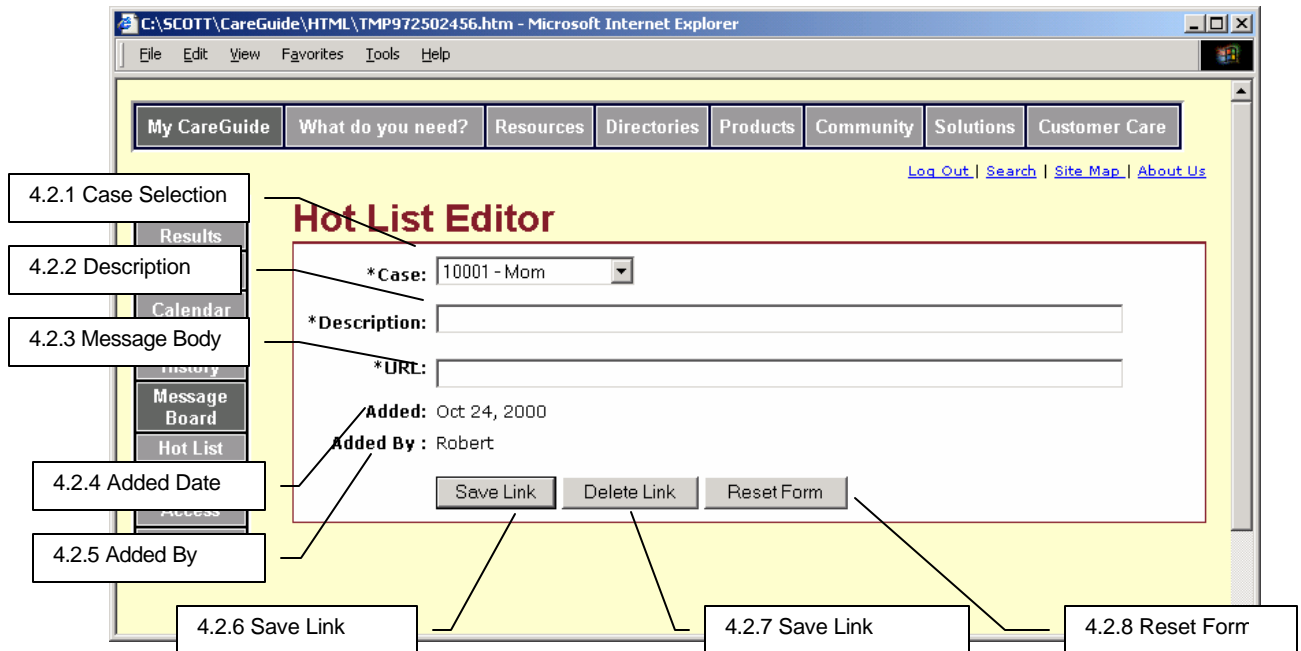 C:\SCOTT\CareGuide\HTML\TMP972502456.htm - Microsoft Internet Explorer
File Edit View Favorites Tools Help
My CareGuide What do you need? Resources Directories Products Community Solutions Customer Care
Log Out | Search | Site Map | About Us
4.2.1 Case Selection
Hot List Editor
Results
4.2.2 Description
*Case: 10001 - Mom
Calendar
*Description:
4.2.3 Message Body
*URL:
History
Message
Board
Added: Oct 24, 2000
Added By : Robert
Hot List
4.2.4 Added Date
Save Link Delete Link Reset Form
Access
4.2.5 Added By
4.2.6 Save Link
4.2.7 Save Link
4.2.8 Reset Form